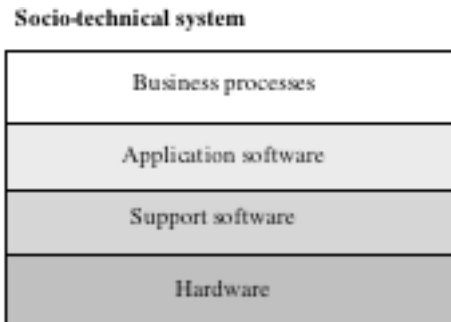 Socio-technical system
Business processes
Application software
Support software
Hardware